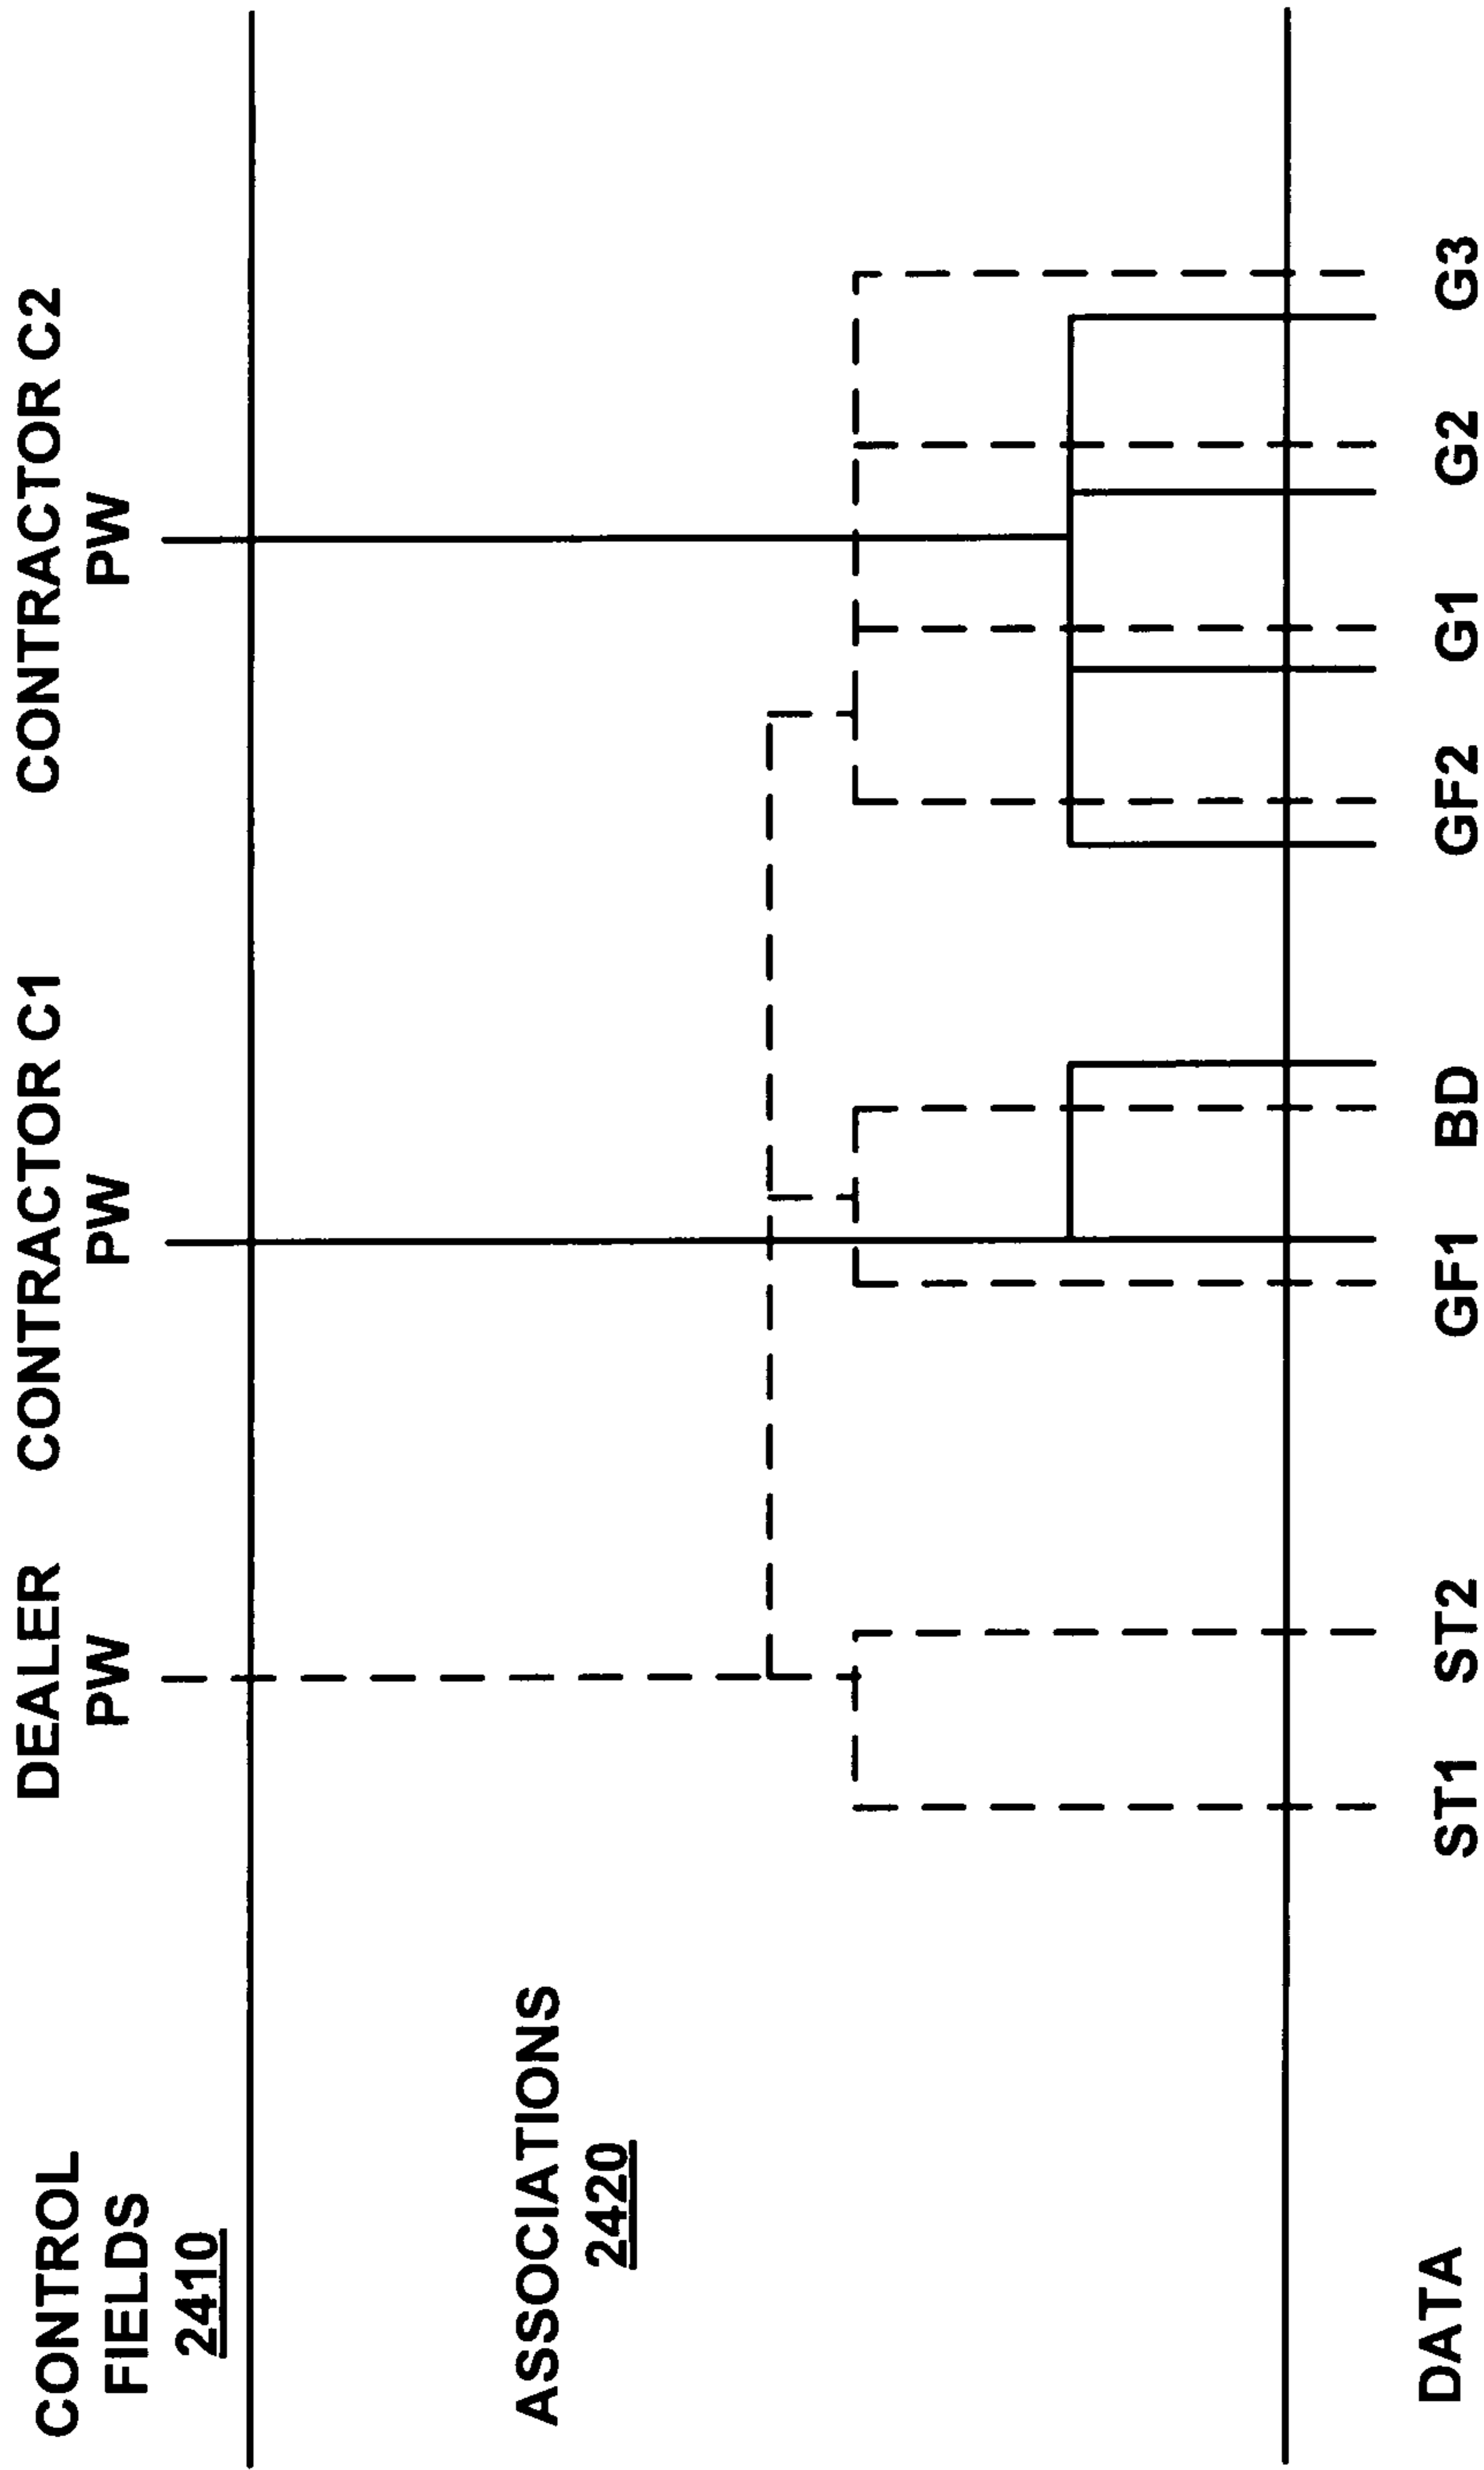 CONTROL
FIELDS
2410
DEALER
PW
CONTRACTOR C1
PW
CONTRACTOR C2
PW
ASSOCIATIONS
2420
DATA
ST1
ST2
GF1
BD
GF2
G1
G2
G3